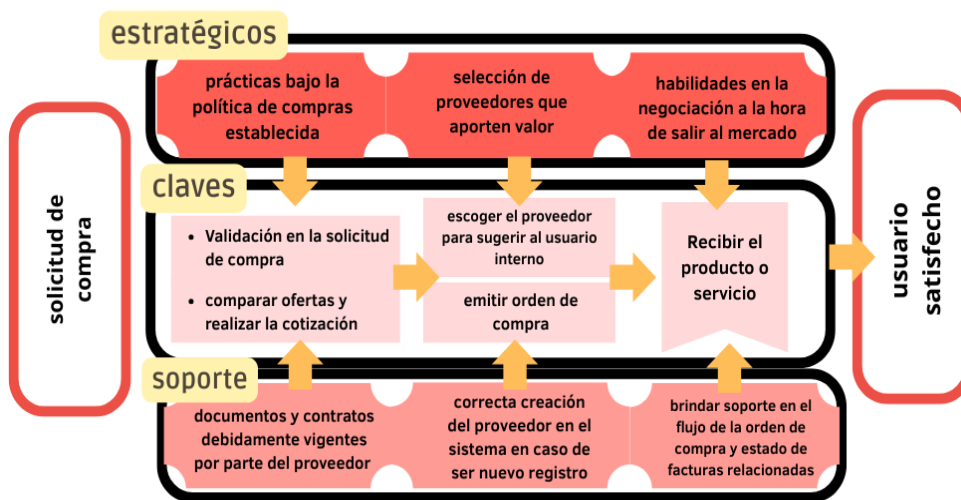 estratégicos
prácticas bajo la
política de compras
establecida
selección de
proveedores que
aporten valor
habilidades en la
negociación a la hora
de salir al mercado
solicitud de
compra
claves
• Validación en la solicitud
de compra
• comparar ofertas y
realizar la cotización
escoger el proveedor
para sugerir al usuario
interno
emitir orden de
compra
Recibir el
producto o
servicio
usuario
satisfecho
soporte
documentos y contratos
debidamente vigentes
por parte del proveedor
correcta creación
del proveedor en el
sistema en caso de
ser nuevo registro
brindar soporte en el
flujo de la orden de
compra y estado de
facturas relacionadas